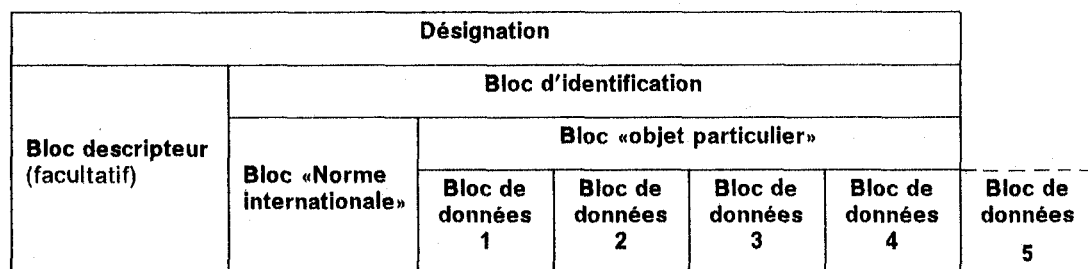 Désignation
Bloc d'identification
Bloc «objet particulier»
Bloc descripteur
(facultatif)
Bloc «Norme
internationale»
Bloc de
données
1
Bloc de
données
2
Bloc de
données
3
Bloc de
données
4
Bloc de
données
5